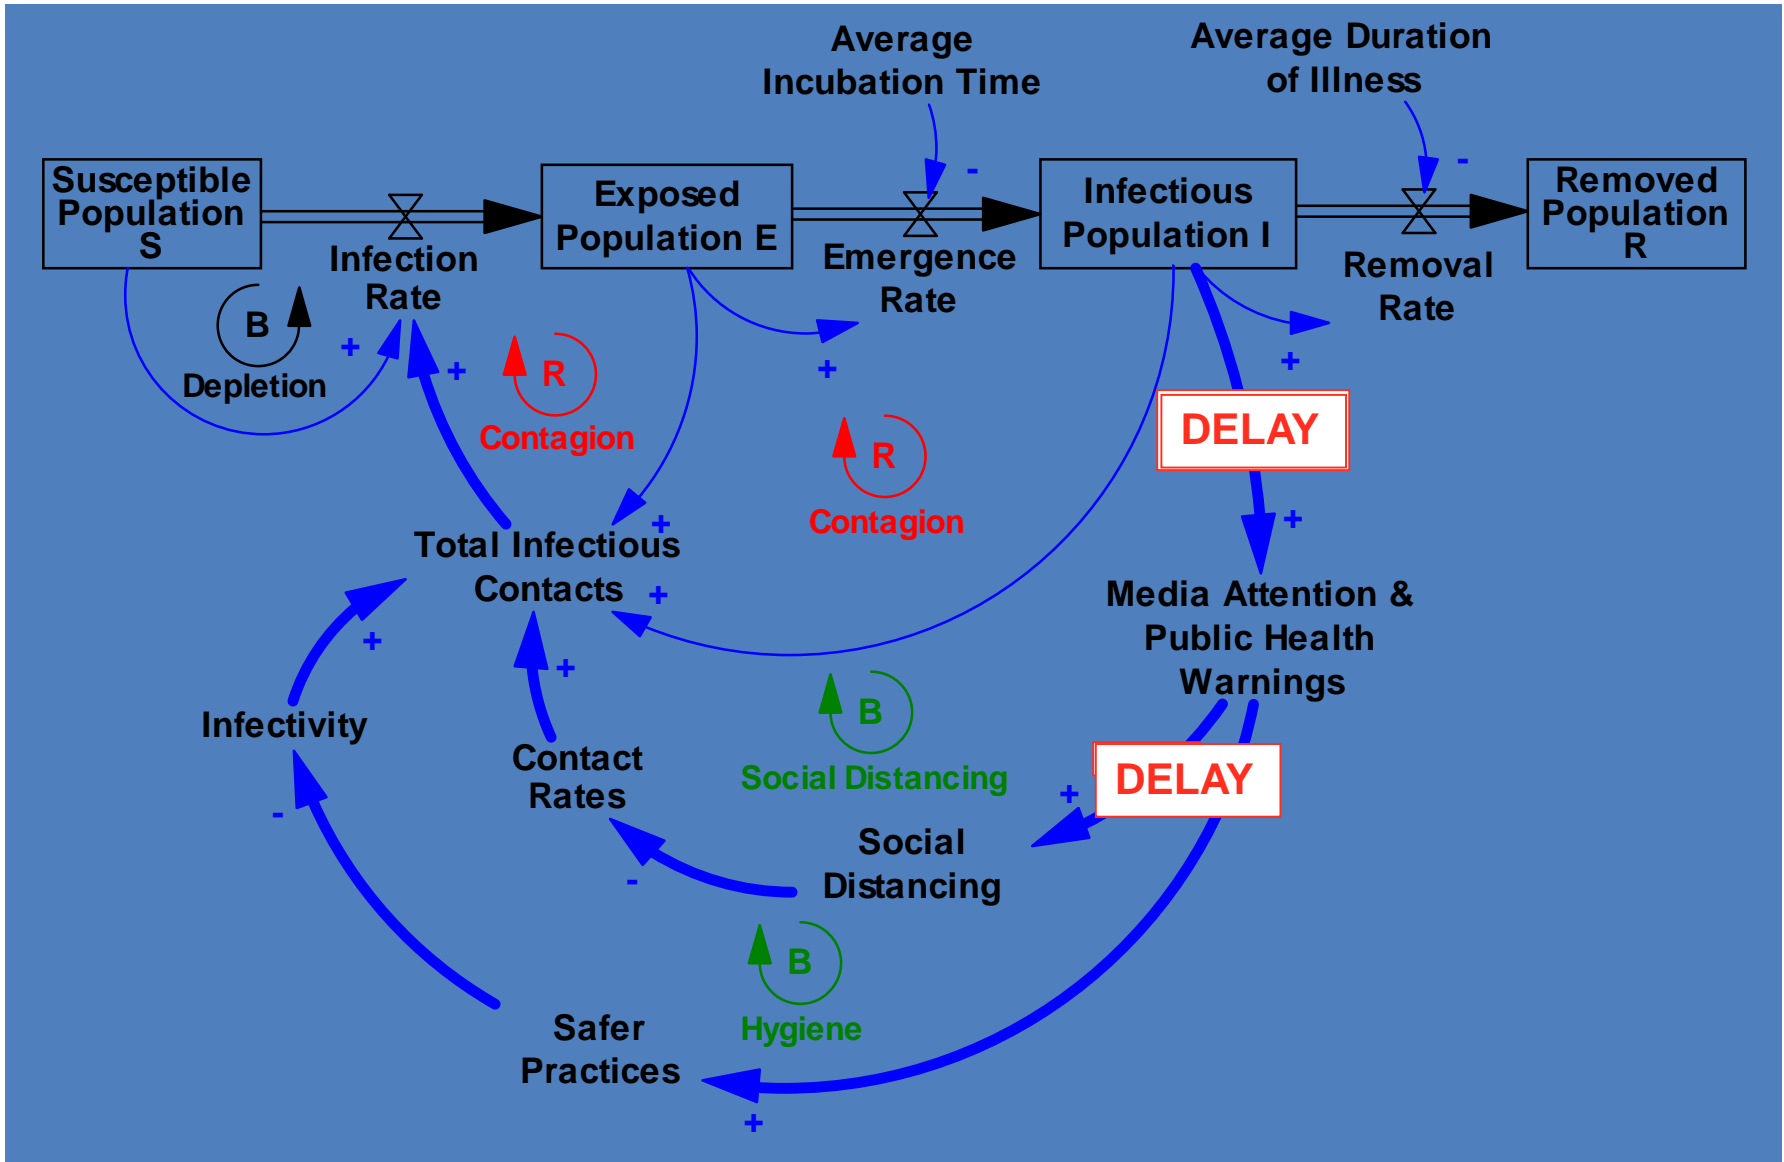 Average
Incubation Time
Average Duration
of Illness
-
-
Susceptible
Population
S
Exposed
Population E
Infectious
Population I
Removed
Population
R
Infection
Rate
Emergence
Rate
Removal
Rate
B
Depletion
+
+
R
Contagion
+
+
DELAY
R
Contagion
+
+
Total Infectious
Contacts
+
Media Attention &
Public Health
Warnings
+
+
Infectivity
B
Social Distancing
Contact
Rates
DELAY
+
-
Social
Distancing
-
B
Hygiene
Safer
Practices
+